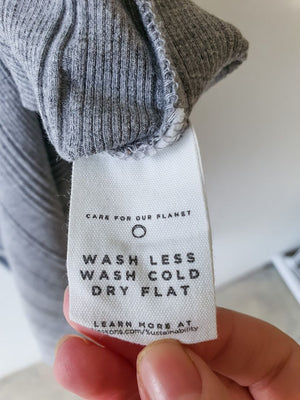 CARE FOR OUR PLANET
WASH LESS
WASH COLD
DRY FLAT
LEARN MORE AT